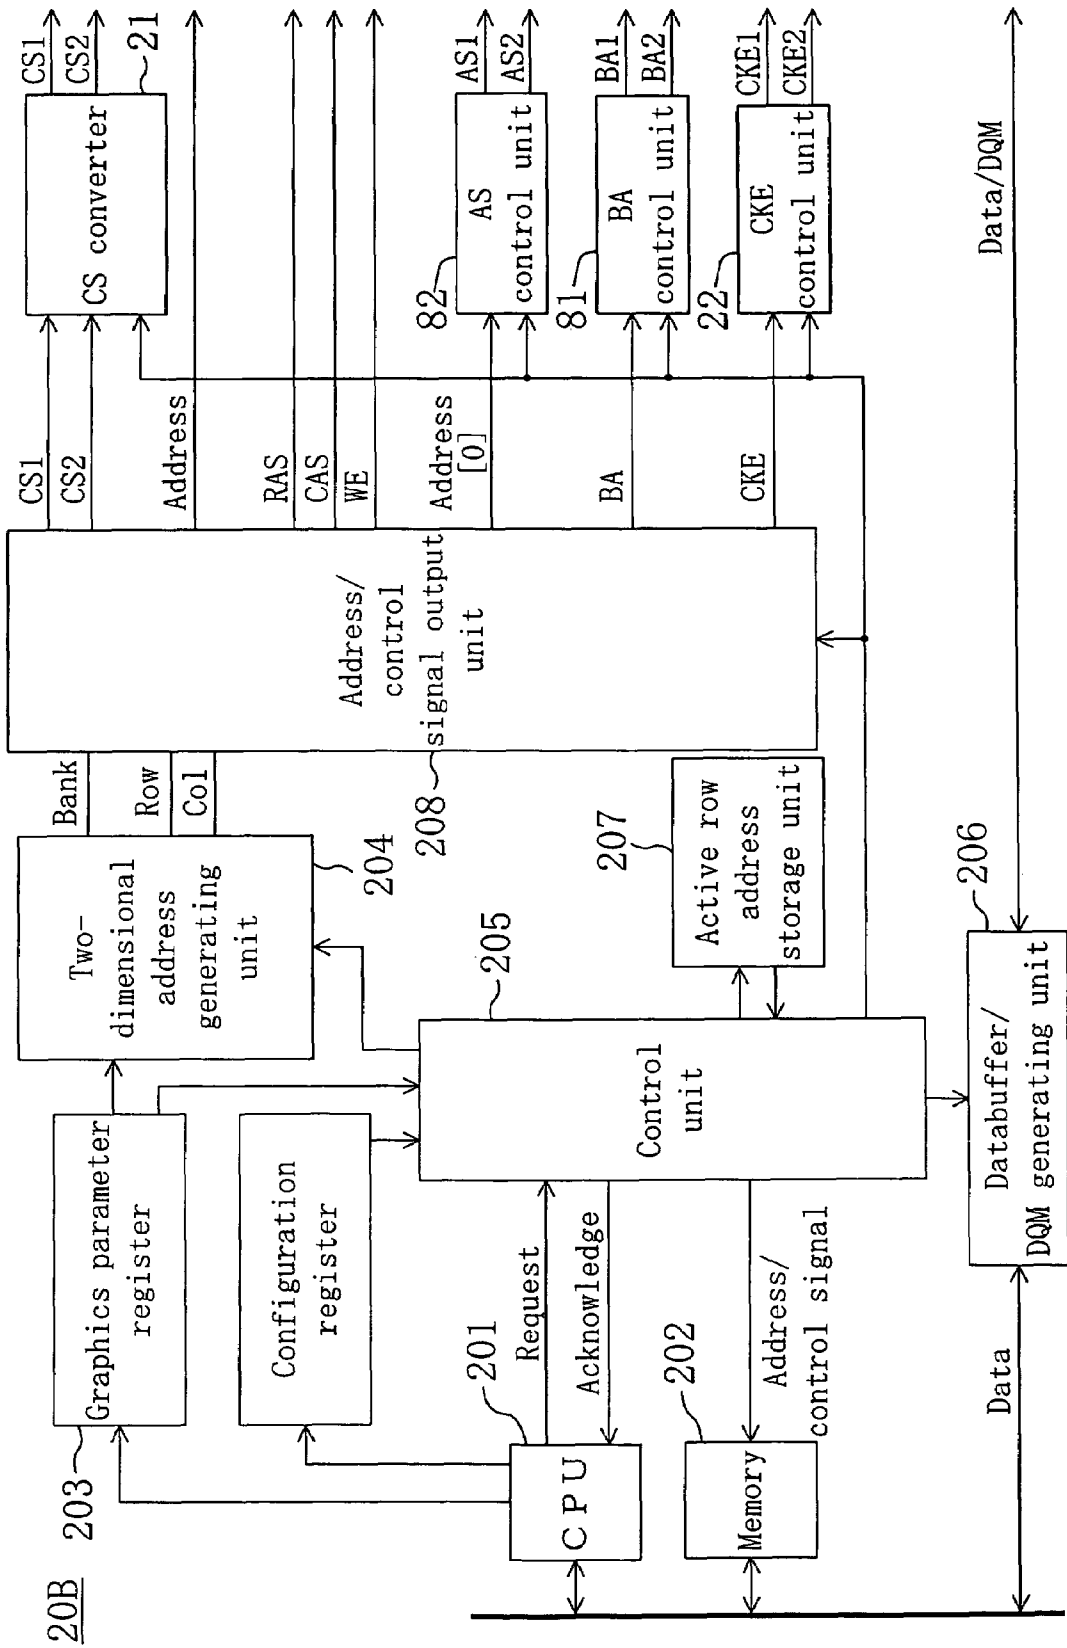 20B
203
Graphics parameter
register
Configuration
register
201
CPU
202
Memory
Request
Acknowledge
Address/
control signal
Data
Two-
dimensional
address
generating
unit
204
205
Control
unit
207
Active row
address
storage unit
206
Databuffer/
DQM generating unit
Bank
Row
Col
208
Address/
control
signal output
unit
CS1
CS2
Address
RAS
CAS
WE
Address
[0]
BA
CKE
CS converter
21
CS1
CS2
82
AS
control unit
AS1
AS2
81
BA
control unit
BA1
BA2
22
CKE
control unit
CKE1
CKE2
Data/DQM